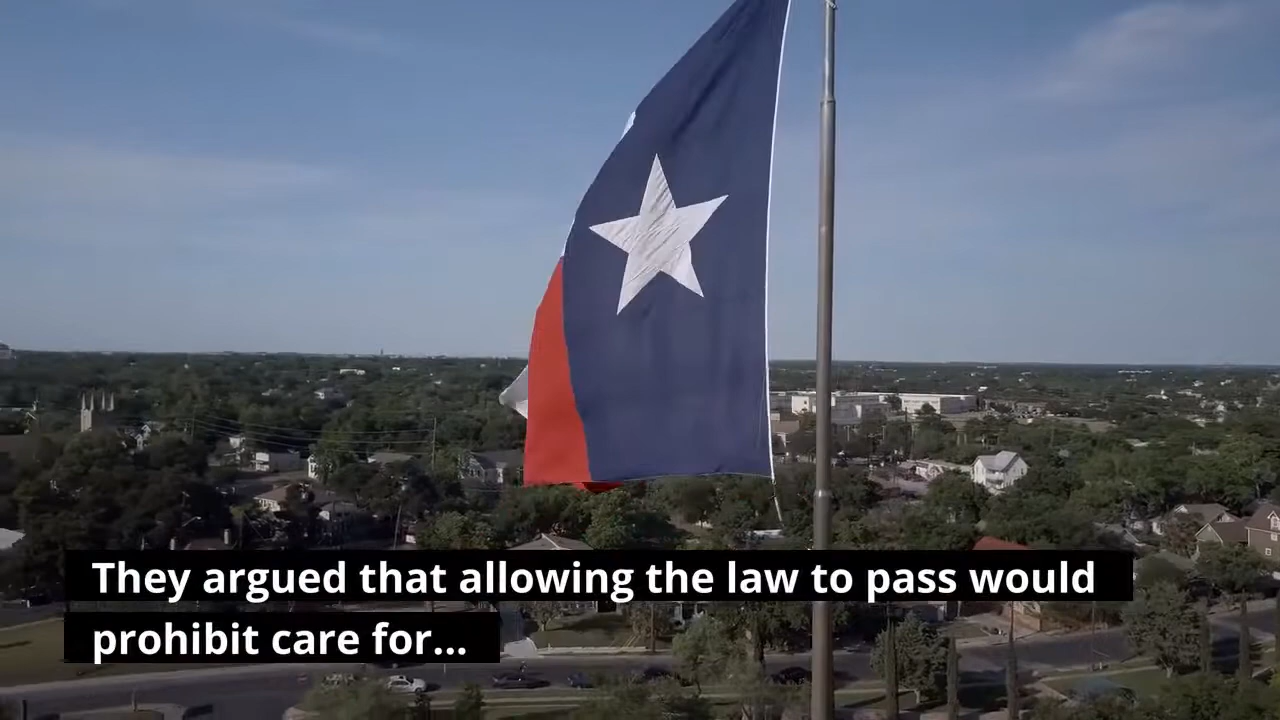 They argued that allowing the law to pass would
prohibit care for...